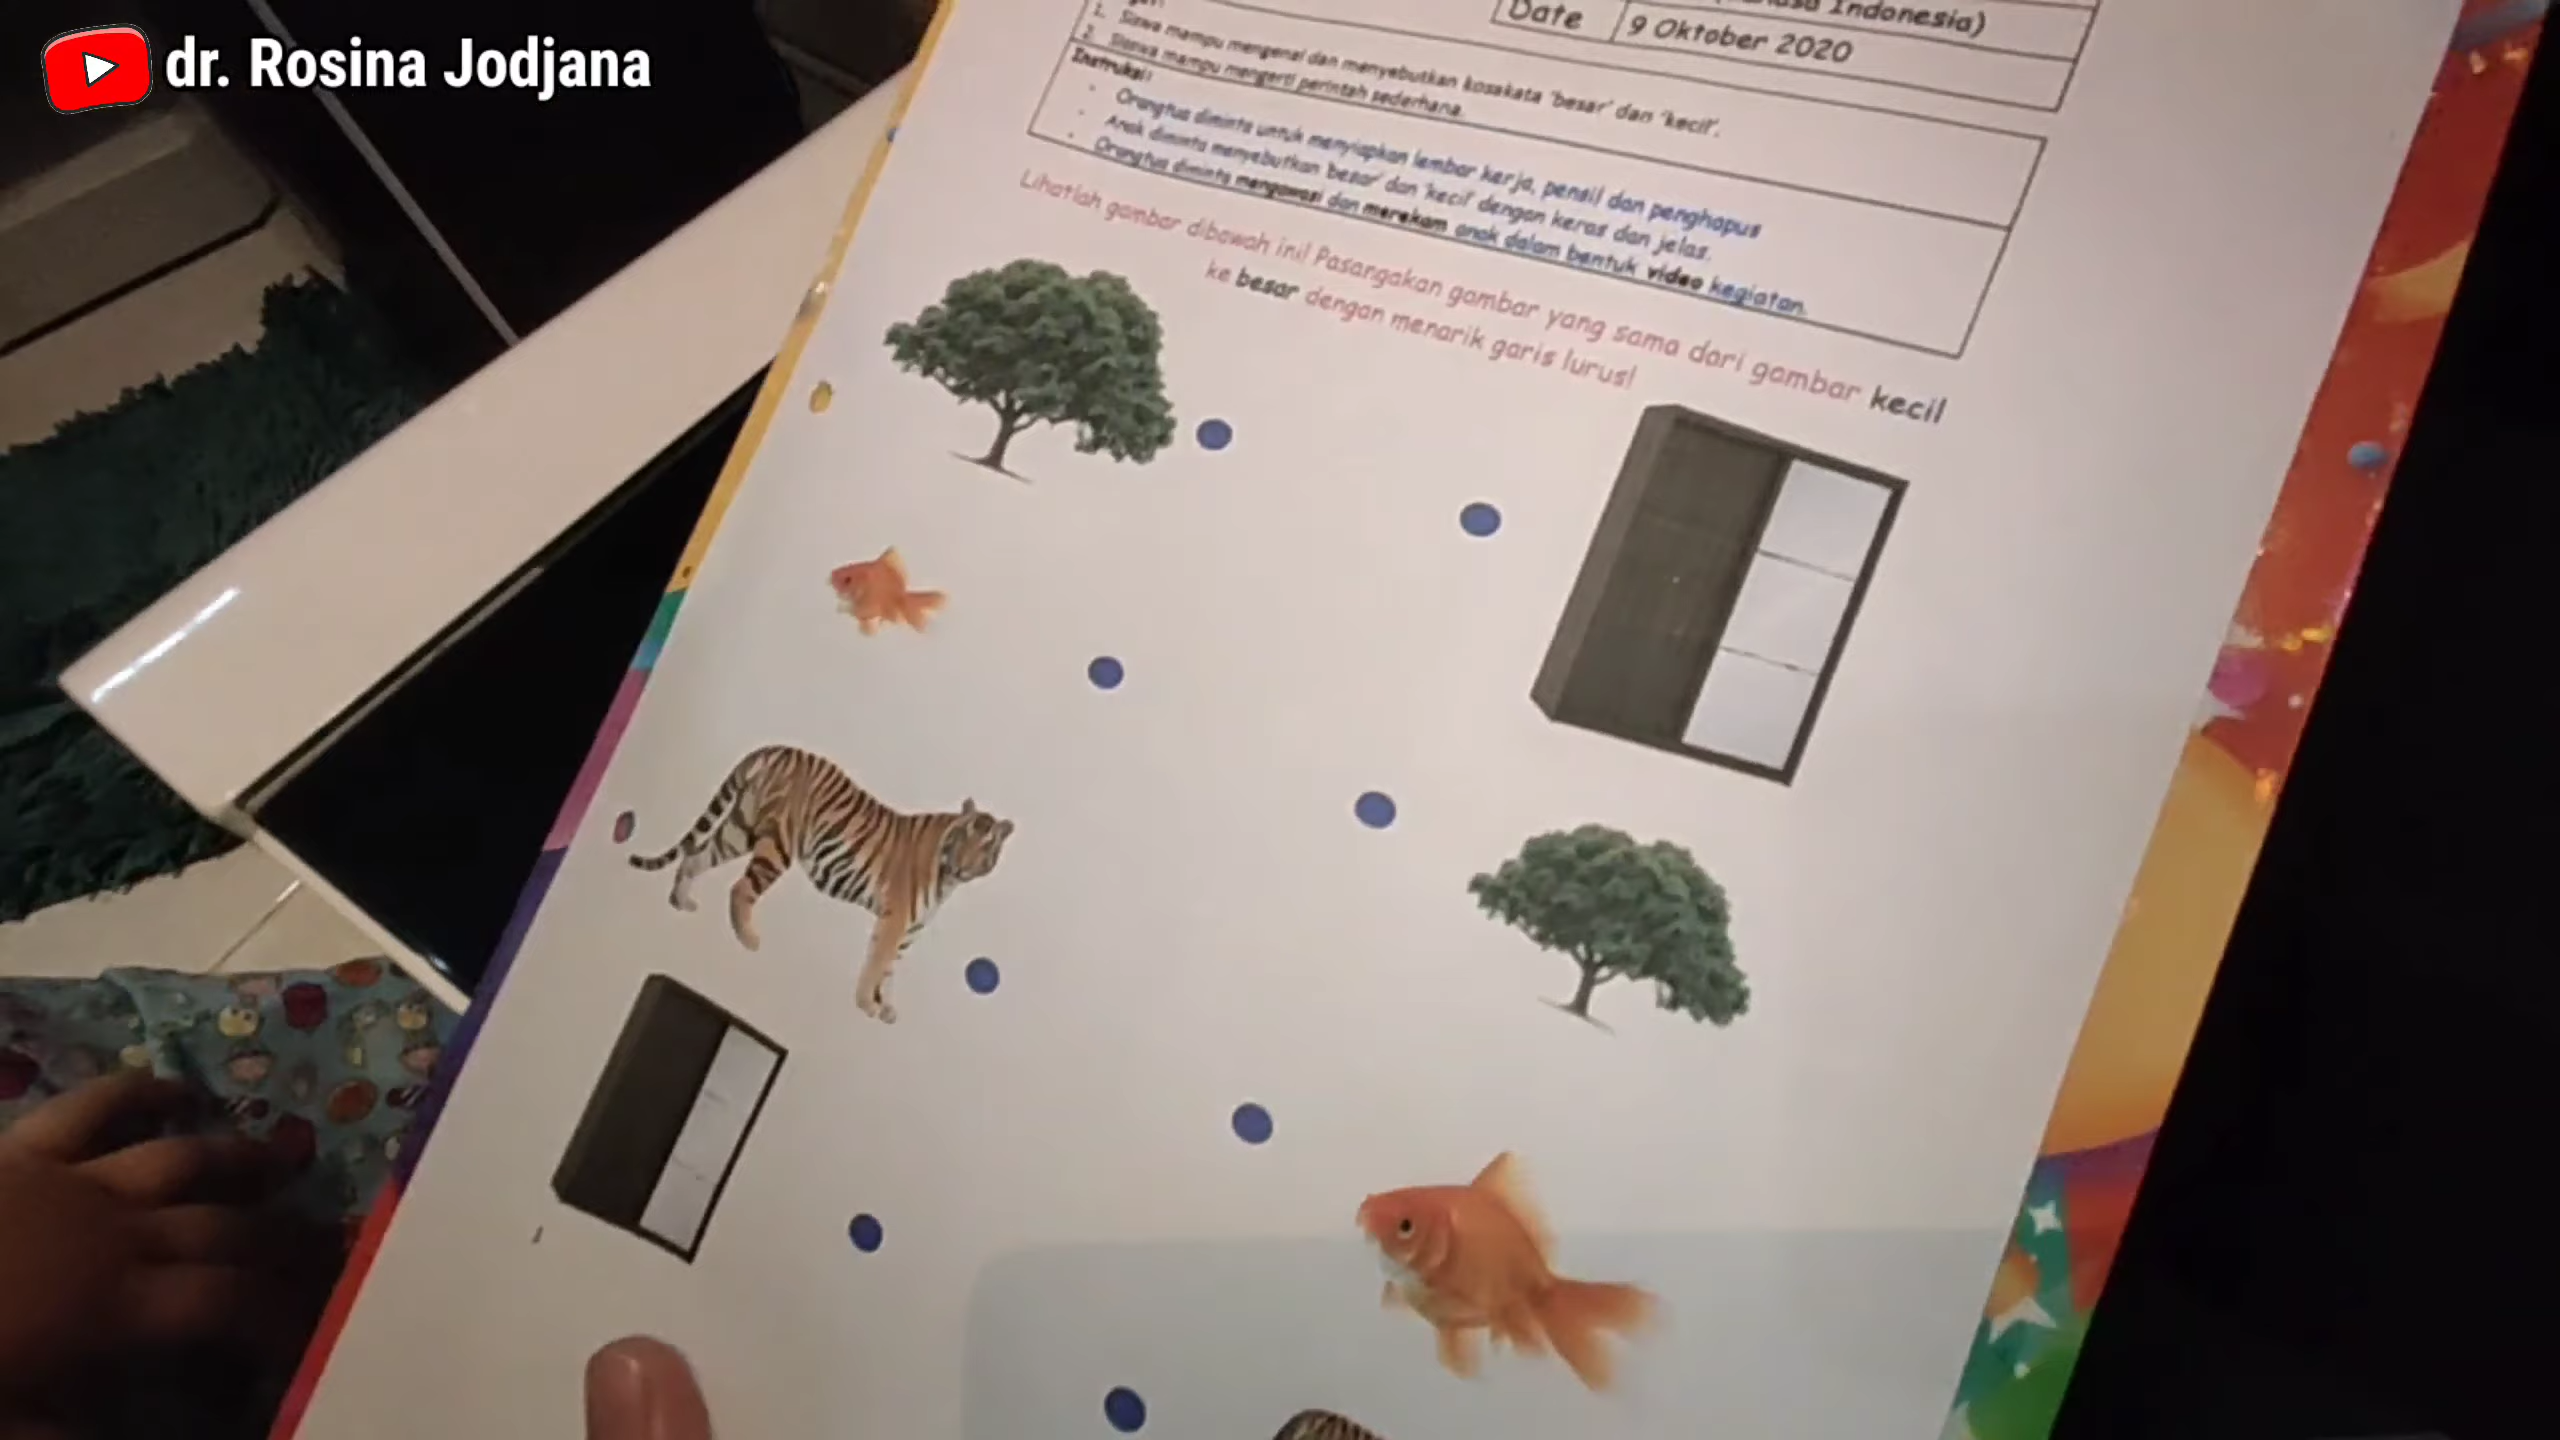 dr. Rosina Jodjana
Indonesia)
Date 9 Oktober 2020
1. Siswa mampu mengenal dan menyebutkan kosakata 'besar' dan 'kecil'.
2. Siswa mampu mengerti perintah sederhana.
Instruksi:
- Orangtua diminta untuk menyiapkan lembar kerja, pensil dan penghapus
- Anak diminta menyebutkan 'besar' dan 'kecil' dengan keras dan jelas.
- Orangtua diminta mengawasi dan merekam anak dalam bentuk video kegiatan.
Lihatlah gambar dibawah ini! Pasangakan gambar yang sama dari gambar kecil
ke besar dengan menarik garis lurus!